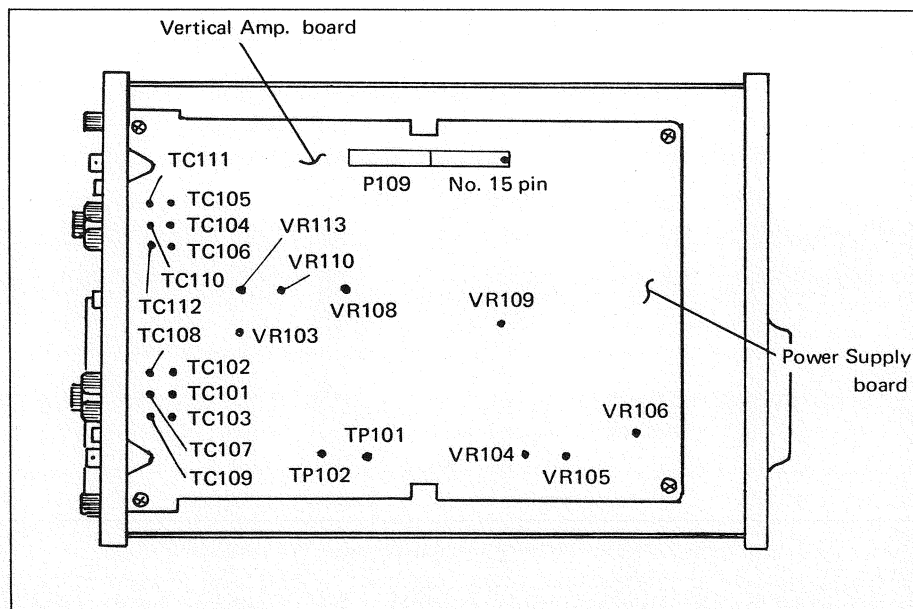 Vertical Amp. board
TC111
P109
No. 15 pin
TC105
TC104
TC106
VR113
VR110
TC110
TC112
VR108
VR109
VR103
TC108
Power Supply
board
TC102
TC101
TC103
VR106
TC107
TP101
VR104
TC109
TP102
VR105